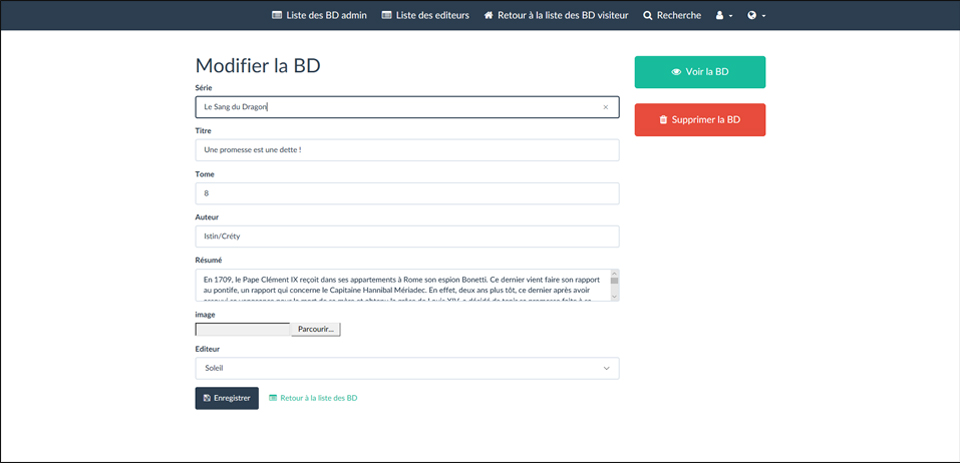 Liste des BD admin Liste des editeurs Retour à la liste des BD visiteur Recherche
Modifier la BD
Voir la BD
Supprimer la BD
Série
Le Sang du Dragon
Titre
Une promesse est une dette !
Tome
8
Auteur
Istin/Créty
Résumé
En 1709, le Pape Clément IX reçoit dans ses appartements à Rome son espion Bonetti. Ce dernier vient faire son rapport
au pontife, un rapport qui concerne le Capitaine Hannibal Mériadec. En effet, deux ans plus tôt, ce dernier après avoir
image
Parcourir...
Editeur
Soleil
Enregistrer Retour à la liste des BD